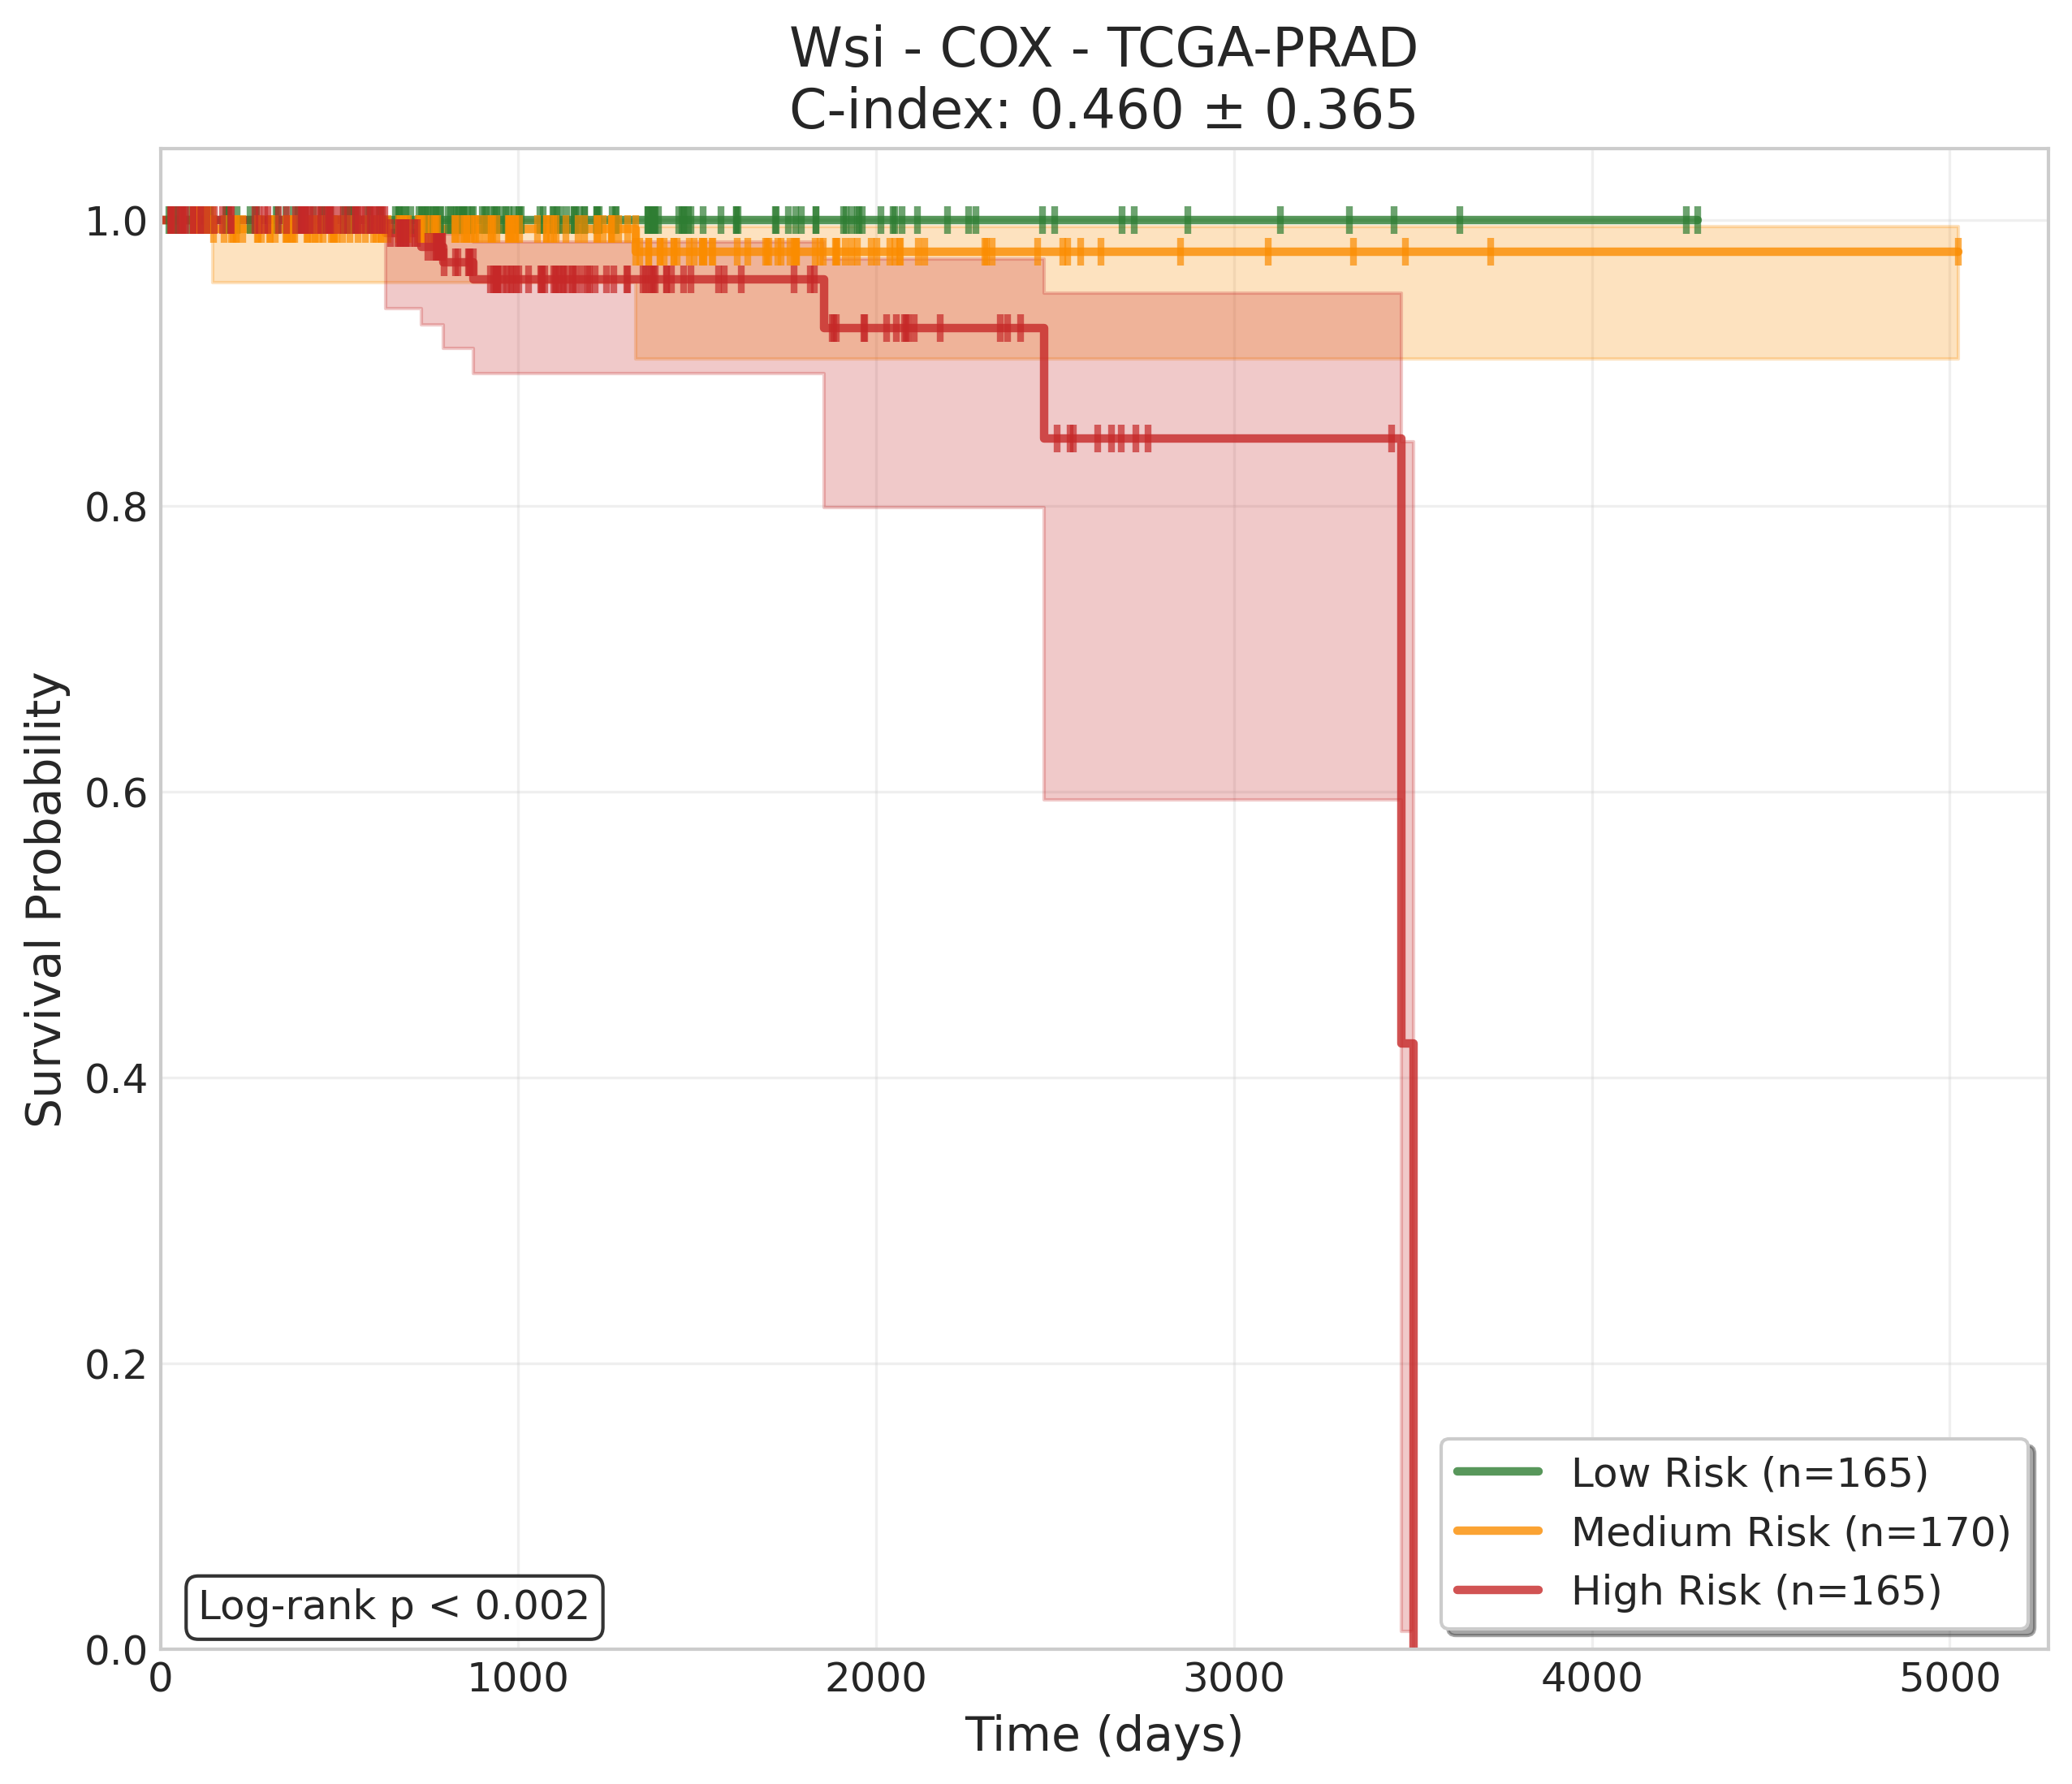 Wsi - COX - TCGA-PRAD
C-index: 0.460 ± 0.365
Survival Probability
1.0
0.8
0.6
0.4
0.2
0.0
Log-rank p < 0.002
Low Risk (n=165)
Medium Risk (n=170)
High Risk (n=165)
0 1000 2000 3000 4000 5000
Time (days)